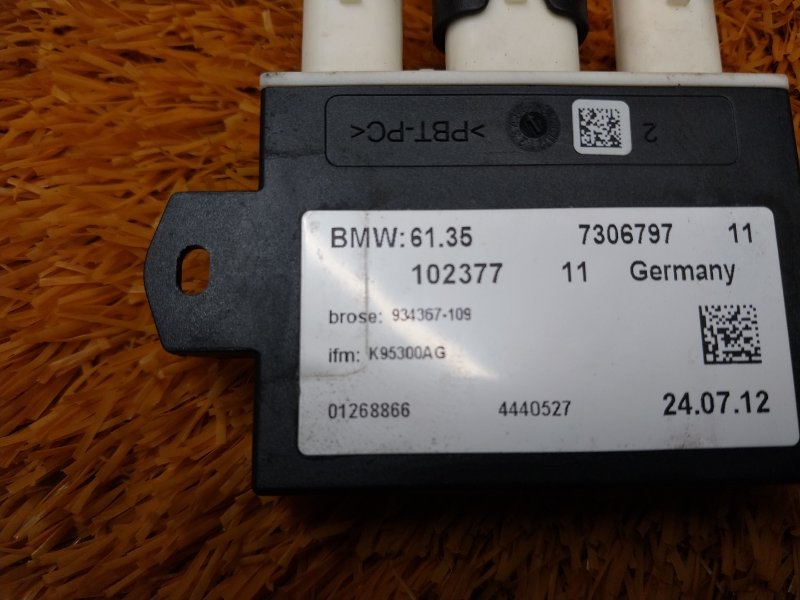 >PBT-PC< 2
BMW: 61.35 7306797 11
102377 11 Germany
brose: 934367-109
ifm: K95300AG
01268866 4440527 24.07.12